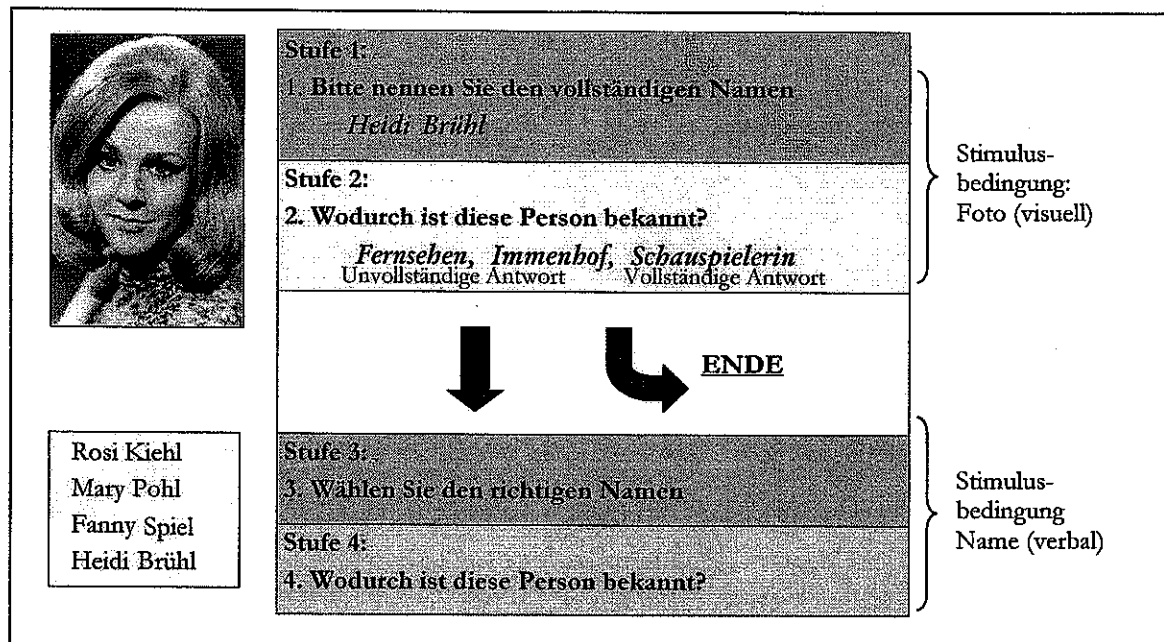 Stufe 1:
1. Bitte nennen Sie den vollständigen Namen
Heidi Brühl
Stufe 2:
2. Wodurch ist diese Person bekannt?
Fernsehen, Immenhof, Schauspielerin
Unvollständige Antwort Vollständige Antwort
Stimulus-
bedingung:
Foto (visuell)
ENDE
Rosi Kiehl
Mary Pohl
Fanny Spiel
Heidi Brühl
Stufe 3:
3. Wählen Sie den richtigen Namen
Stufe 4:
4. Wodurch ist diese Person bekannt?
Stimulus-
bedingung
Name (verbal)